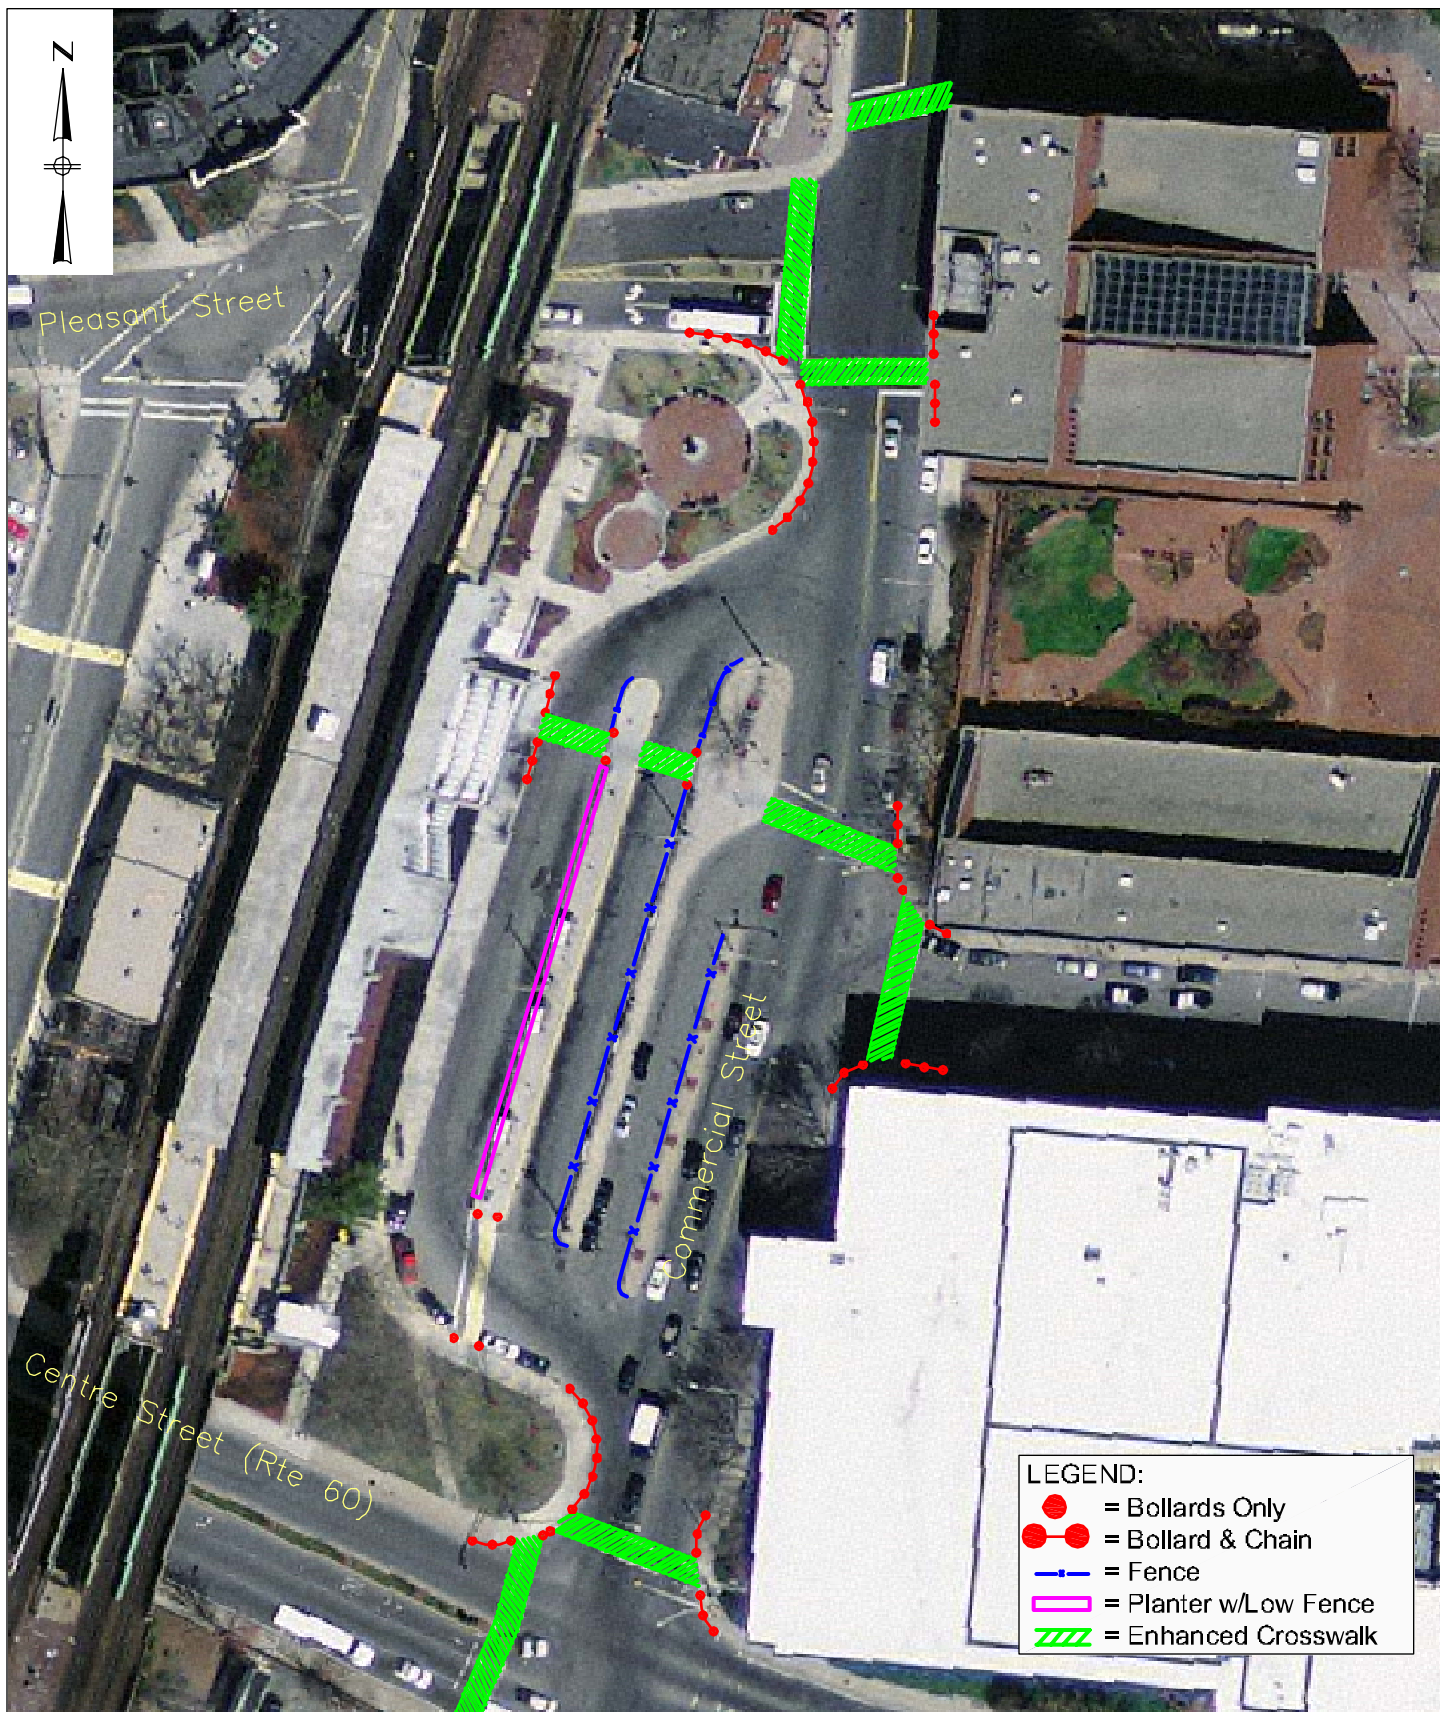 N
Pleasant Street
Commercial Street
Centre Street (Rte 60)
LEGEND:
= Bollards Only
= Bollard & Chain
= Fence
= Planter w/Low Fence
= Enhanced Crosswalk